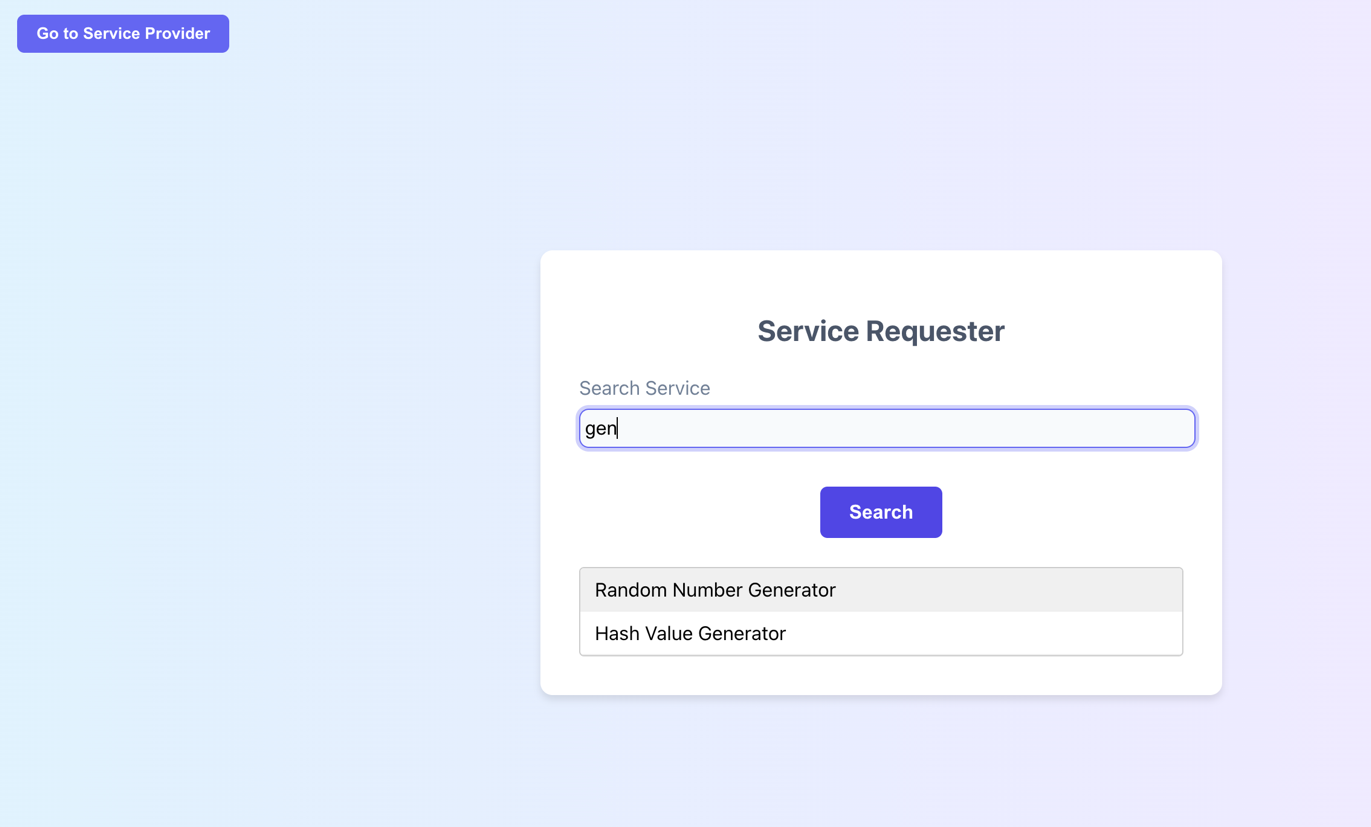 Go to Service Provider
Service Requester
Search Service
gen
Search
Random Number Generator
Hash Value Generator